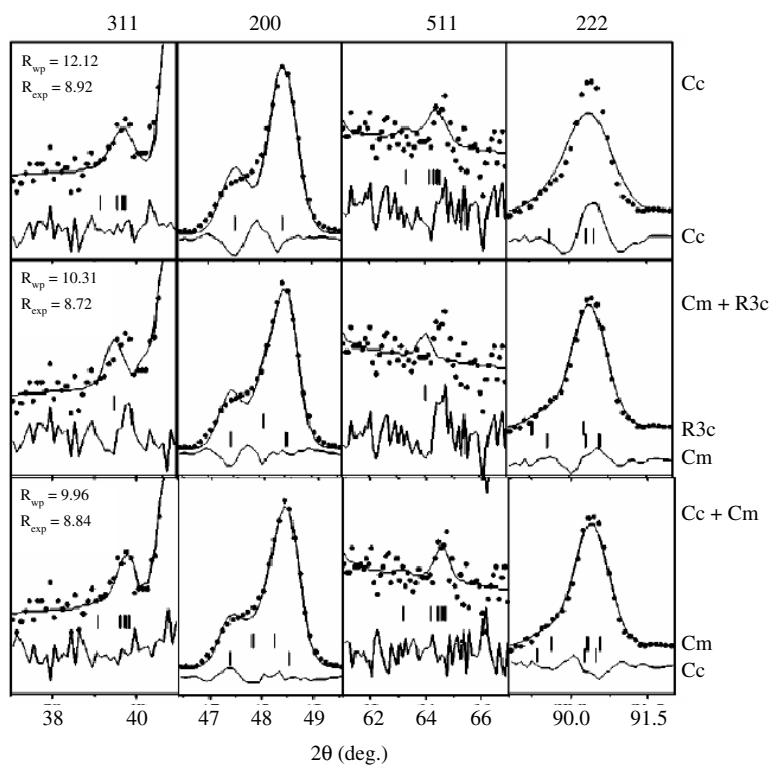 311 200 511 222
R_wp = 12.12
R_exp = 8.92
Cc
Cc
R_wp = 10.31
R_exp = 8.72
Cm + R3c
R3c
Cm
R_wp = 9.96
R_exp = 8.84
Cc + Cm
Cm
Cc
38 40 47 48 49 62 64 66 90.0 91.5
2θ (deg.)